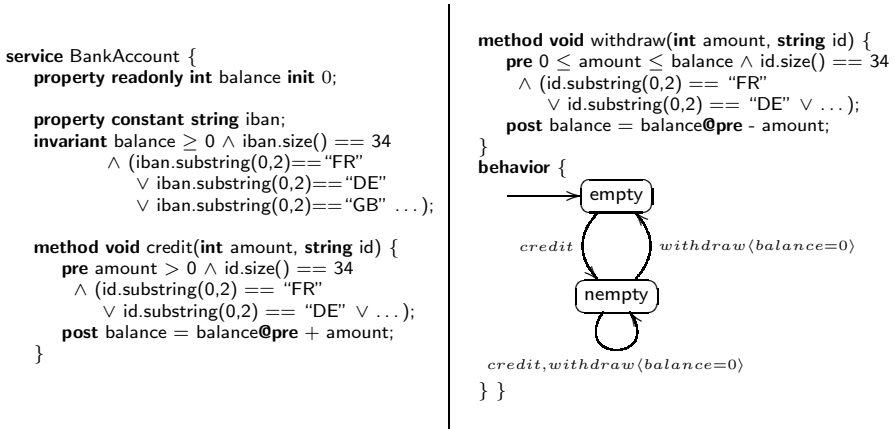 service BankAccount {
property readonly int balance init 0;
property constant string iban;
invariant balance ≥ 0 ∧ iban.size() == 34
∧ (iban.substring(0,2)==“FR”
∨ iban.substring(0,2)==“DE”
∨ iban.substring(0,2)==“GB” ...);
method void credit(int amount, string id) {
pre amount > 0 ∧ id.size() == 34
∧ (id.substring(0,2) == “FR”
∨ id.substring(0,2) == “DE” ∨ ...);
post balance = balance@pre + amount;
}
method void withdraw(int amount, string id) {
pre 0 ≤ amount ≤ balance ∧ id.size() == 34
∧ (id.substring(0,2) == “FR”
∨ id.substring(0,2) == “DE” ∨ ...);
post balance = balance@pre - amount;
}
behavior {
empty
credit
withdraw⟨balance=0⟩
nempty
credit,withdraw⟨balance=0⟩
} }